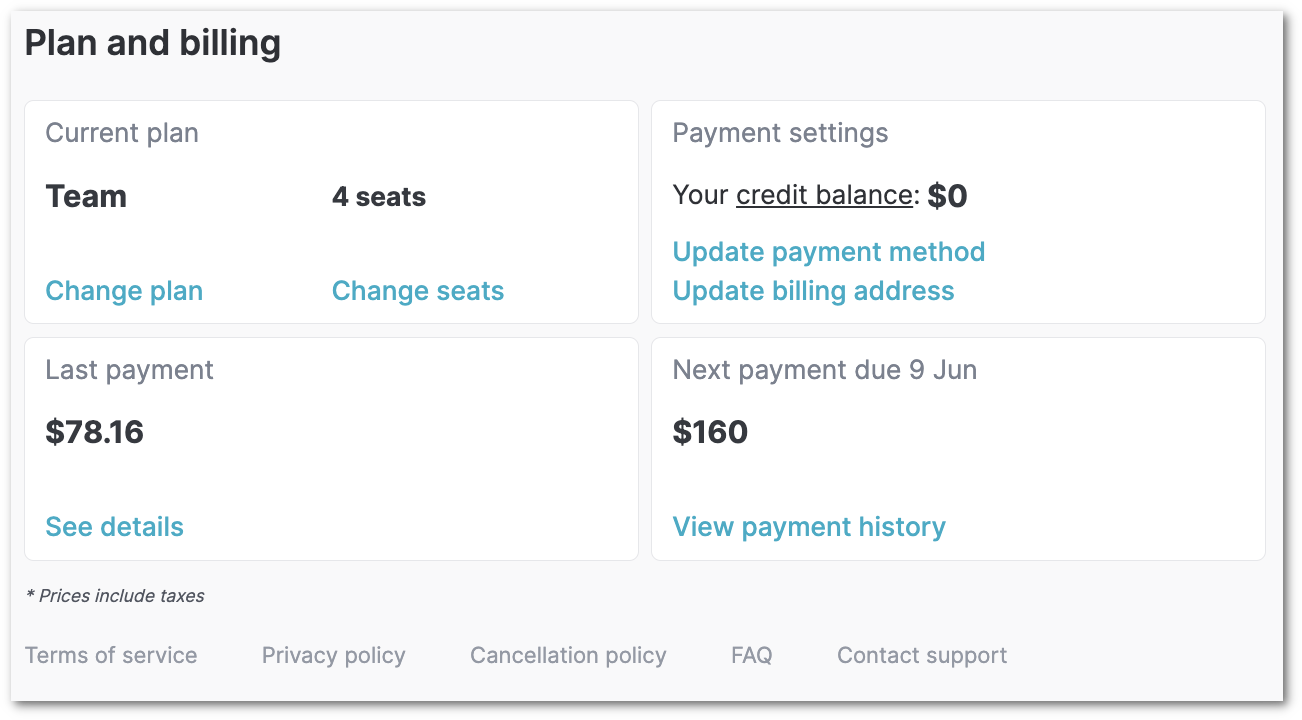 Plan and billing
Current plan
Team
4 seats
Change plan
Change seats
Payment settings
Your credit balance: $0
Update payment method
Update billing address
Last payment
$78.16
See details
Next payment due 9 Jun
$160
View payment history
* Prices include taxes
Terms of service
Privacy policy
Cancellation policy
FAQ
Contact support